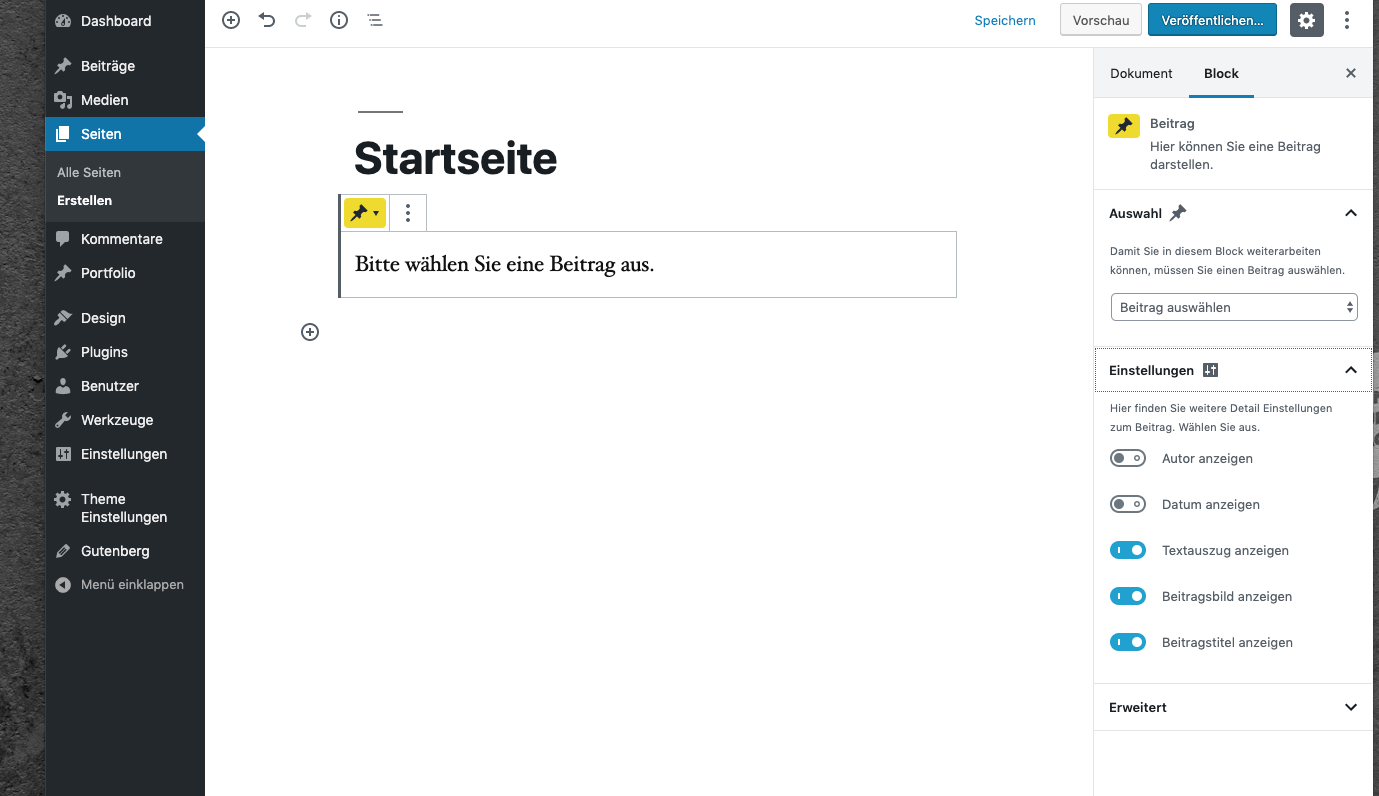 Dashboard
Beiträge
Medien
Seiten
Alle Seiten
Erstellen
Kommentare
Portfolio
Design
Plugins
Benutzer
Werkzeuge
Einstellungen
Theme
Einstellungen
Gutenberg
Menü einklappen
Speichern
Vorschau
Veröffentlichen...
Startseite
Bitte wählen Sie eine Beitrag aus.
Dokument
Block
Beitrag
Hier können Sie eine Beitrag
darstellen.
Auswahl
Damit Sie in diesem Block weiterarbeiten
können, müssen Sie einen Beitrag auswählen.
Beitrag auswählen
Einstellungen
Hier finden Sie weitere Detail Einstellungen
zum Beitrag. Wählen Sie aus.
Autor anzeigen
Datum anzeigen
Textauszug anzeigen
Beitragsbild anzeigen
Beitragstitel anzeigen
Erweitert